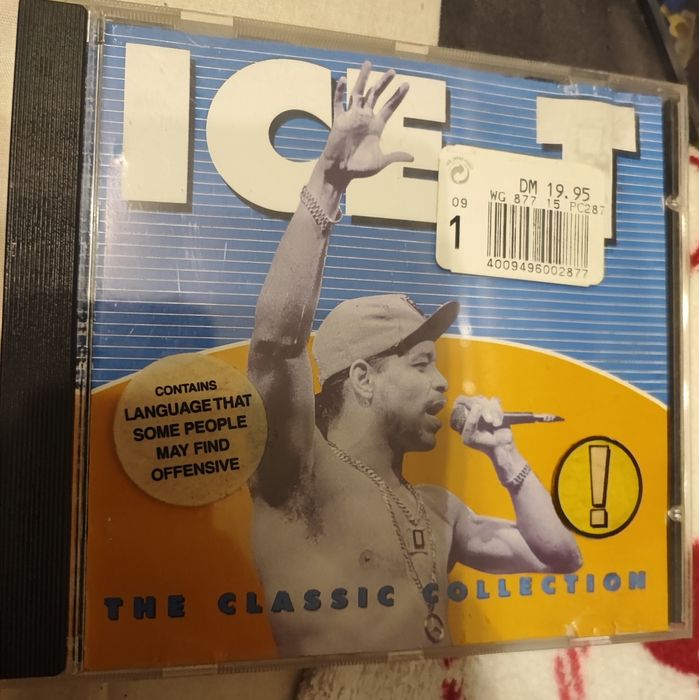 ICE T
DM 19.95
09 WG 877 15 PC287
1
4009496002877
CONTAINS
LANGUAGE THAT
SOME PEOPLE
MAY FIND
OFFENSIVE
!
THE CLASSIC COLLECTION